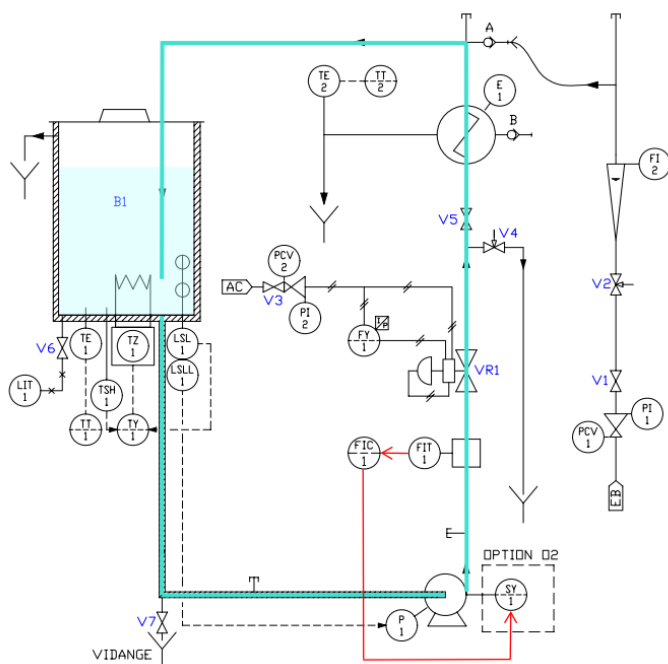 A
TE
2
TT
2
E
1
B
FI
2
B1
V5
V4
PCV
2
AC
V3
PI
2
V2
V6
TE
1
TZ
1
LSL
1
LSLL
1
FY
1
I/P
VR1
LIT
1
TSH
1
TT
1
TY
1
V1
PI
1
PCV
1
FIC
1
FIT
1
EB
E
OPTION 02
SY
1
P
1
V7
VIDANGE